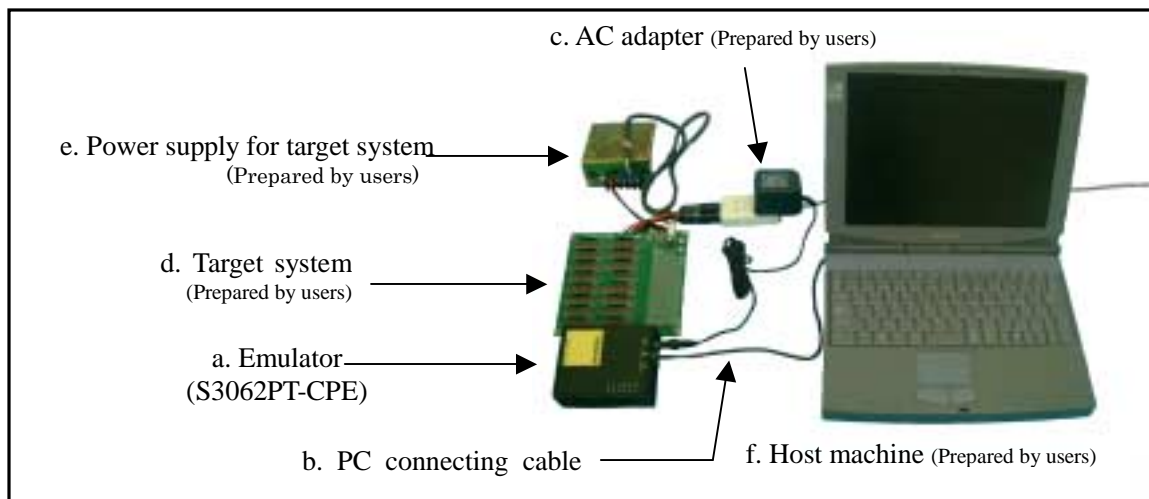 c. AC adapter (Prepared by users)
e. Power supply for target system
(Prepared by users)
d. Target system
(Prepared by users)
a. Emulator
(S3062PT-CPE)
b. PC connecting cable
f. Host machine (Prepared by users)